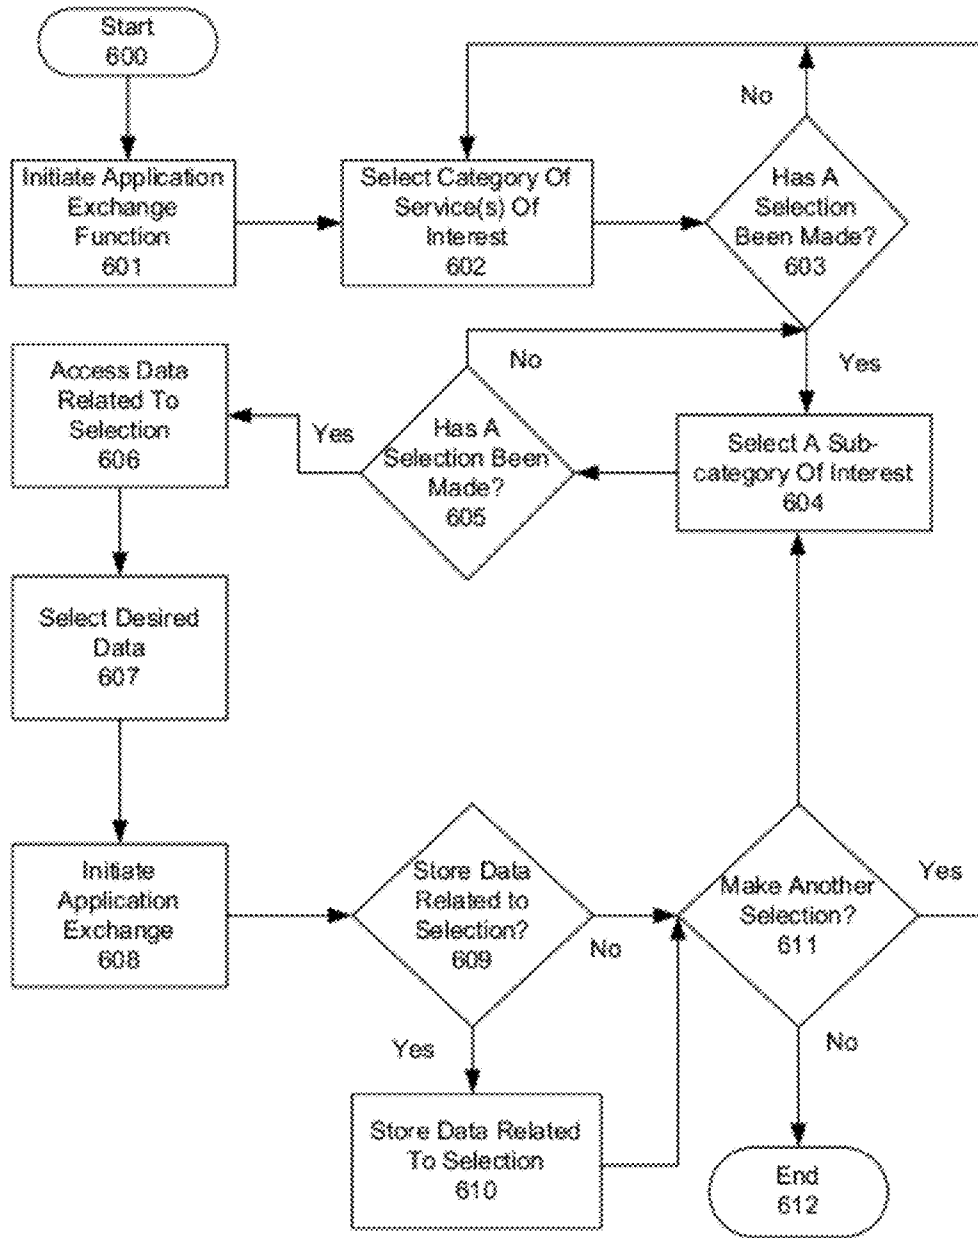 Start
600
No
Initiate Application
Exchange
Function
601
Select Category Of
Service(s) Of
Interest
602
Has A
Selection
Been Made?
603
Access Data
Related To
Selection
606
Yes
No
Has A
Selection Been
Made?
605
Yes
Select A Sub-
category Of Interest
604
Select Desired
Data
607
Initiate
Application
Exchange
608
Store Data
Related to
Selection?
609
No
Yes
Make Another
Selection?
611
Yes
No
Store Data Related
To Selection
610
End
612